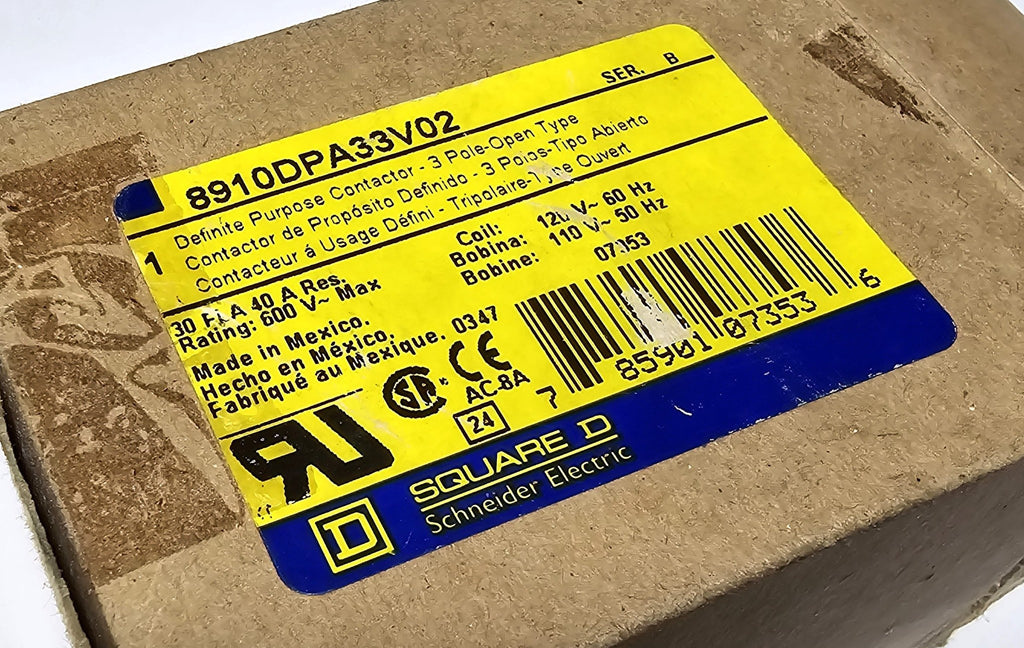 8910DPA33V02
SER. B
Definite Purpose Contactor - 3 Pole-Open Type
Contactor de Propósito Definido - 3 Polos-Tipo Abierto
Contacteur á Usage Défini - Tripolaire-Type Ouvert
1
30 FLA 40 A Res.
Rating: 600 V~ Max
Coil: 120 V~ 60 Hz
Bobina: 110 V~ 50 Hz
Bobine:
07353
Made in Mexico.
Hecho en México.
Fabriqué au Mexique. 0347
CE
AC-8A
24
7 85901 07353 6
SQUARE D
Schneider Electric